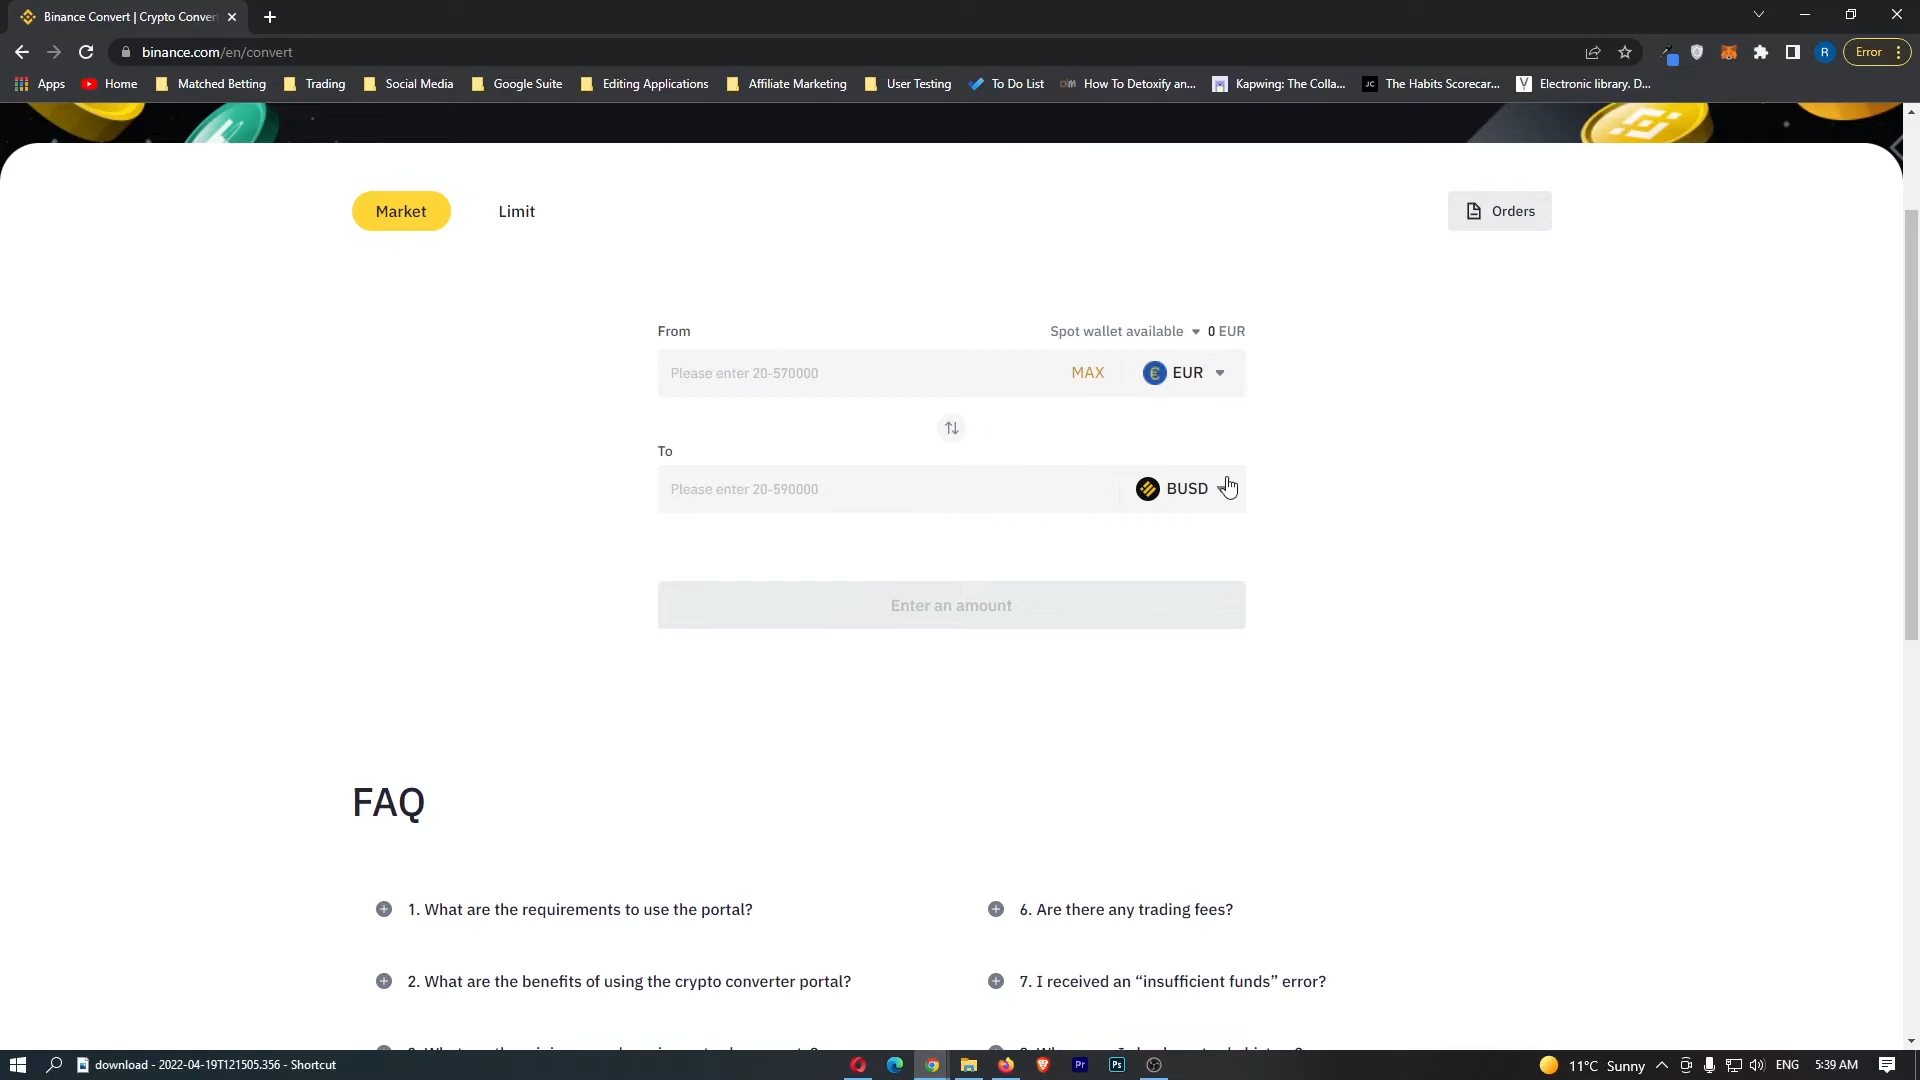 Binance Convert | Crypto Conver
binance.com/en/convert
R
Error
Apps
Home
Matched Betting
Trading
Social Media
Google Suite
Editing Applications
Affiliate Marketing
User Testing
To Do List
How To Detoxify an...
Kapwing: The Colla...
JC
The Habits Scorecar...
Electronic library. D...
Market
Limit
Orders
From
Spot wallet available 0 EUR
Please enter 20-570000
MAX
EUR
To
Please enter 20-590000
BUSD
Enter an amount
FAQ
1. What are the requirements to use the portal?
6. Are there any trading fees?
2. What are the benefits of using the crypto converter portal?
7. I received an “insufficient funds” error?
download - 2022-04-19T121505.356 - Shortcut
Pr
Ps
11°C Sunny
ENG
5:39 AM